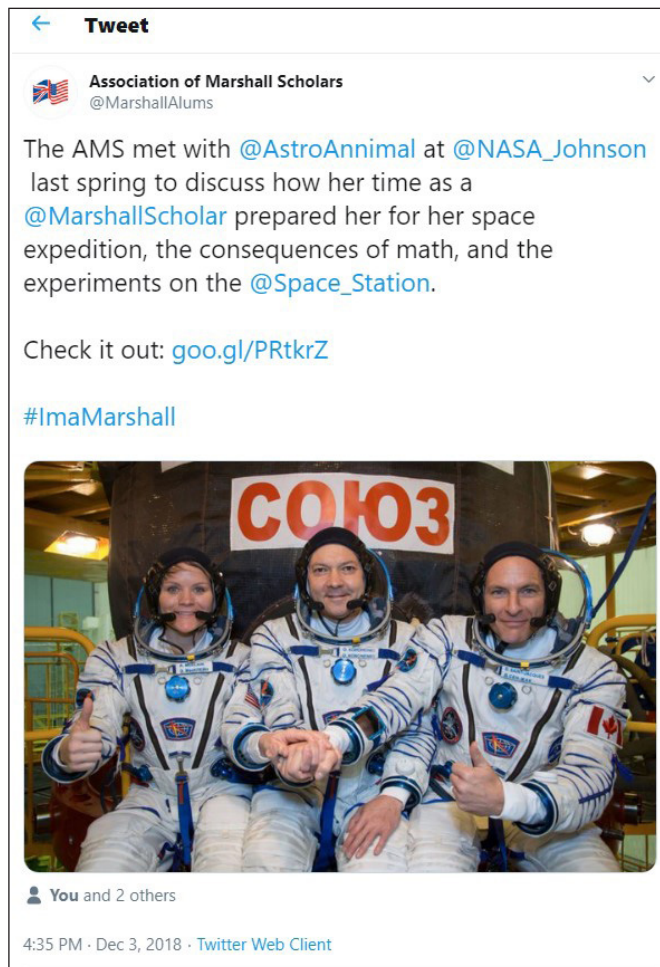 Tweet
Association of Marshall Scholars
@MarshallAlums
The AMS met with @AstroAnnimal at @NASA_Johnson
last spring to discuss how her time as a
@MarshallScholar prepared her for her space
expedition, the consequences of math, and the
experiments on the @Space_Station.
Check it out: goo.gl/PRtkrZ
#ImaMarshall
СОЮЗ
You and 2 others
4:35 PM · Dec 3, 2018 · Twitter Web Client